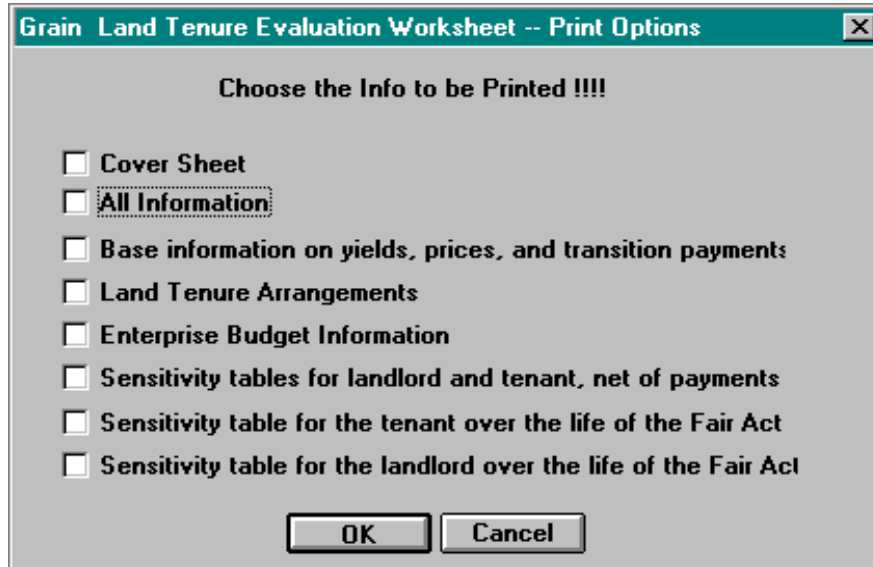 Grain Land Tenure Evaluation Worksheet -- Print Options
Choose the Info to be Printed !!!!
Cover Sheet
All Information
Base information on yields, prices, and transition payments
Land Tenure Arrangements
Enterprise Budget Information
Sensitivity tables for landlord and tenant, net of payments
Sensitivity table for the tenant over the life of the Fair Act
Sensitivity table for the landlord over the life of the Fair Act
OK Cancel